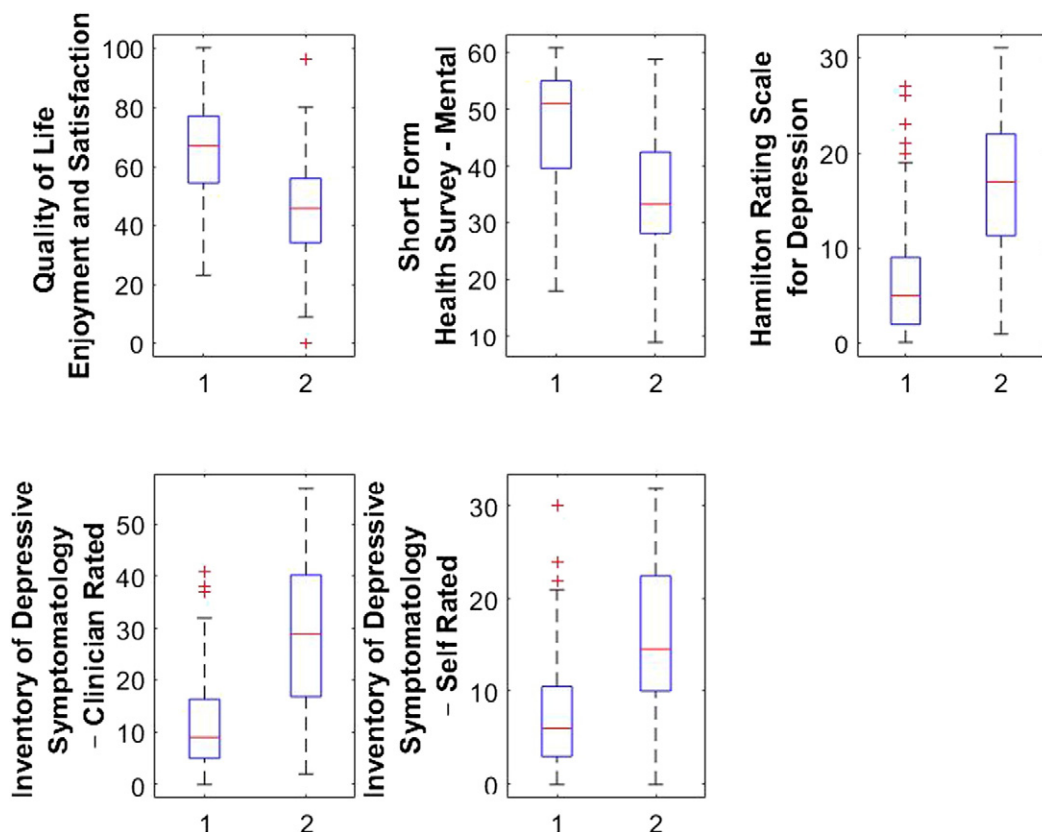 Quality of Life
Enjoyment and Satisfaction
100
80
60
40
20
0
1 2
Short Form
Health Survey - Mental
60
50
40
30
20
10
1 2
Hamilton Rating Scale
for Depression
30
20
10
0
1 2
Inventory of Depressive
Symptomatology
– Clinician Rated
50
40
30
20
10
0
1 2
Inventory of Depressive
Symptomatology
– Self Rated
30
20
10
0
1 2